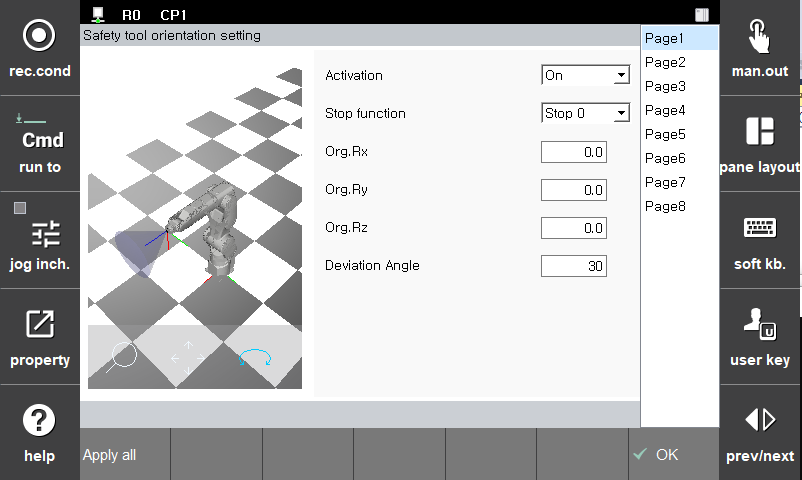 R0 CP1
Safety tool orientation setting
rec.cond
Cmd
run to
jog inch.
property
help
Activation
On
Stop function
Stop 0
Org.Rx
0.0
Org.Ry
0.0
Org.Rz
0.0
Deviation Angle
30
Page1
Page2
Page3
Page4
Page5
Page6
Page7
Page8
man.out
pane layout
soft kb.
U
user key
prev/next
Apply all
OK
?